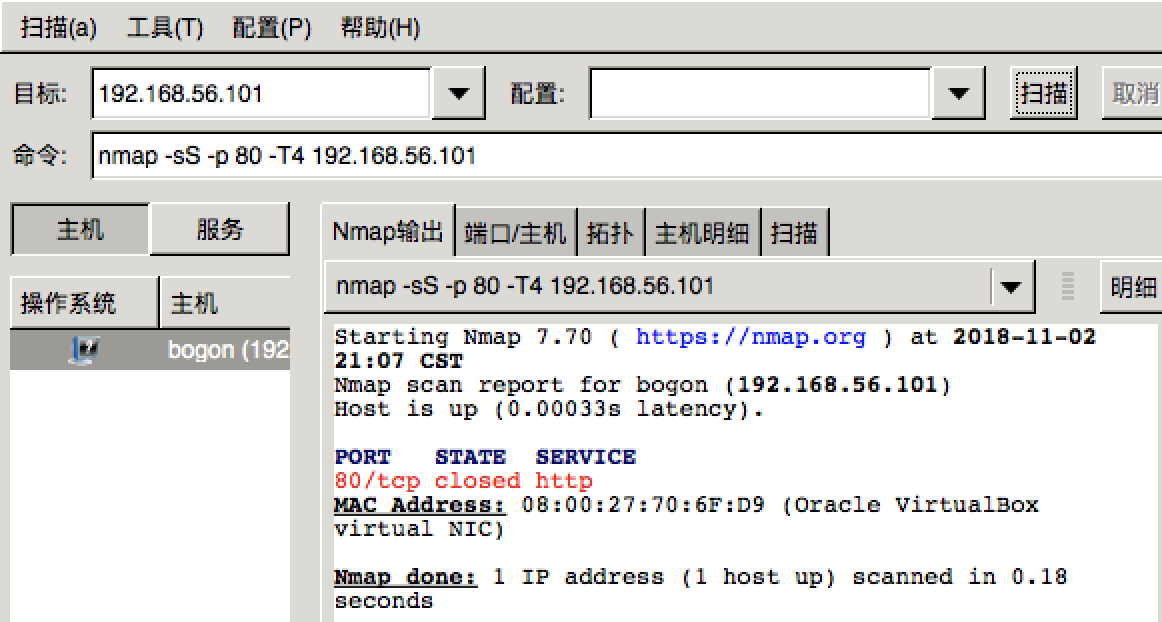 扫描(a) 工具(T) 配置(P) 帮助(H)
目标: 192.168.56.101 配置: 扫描 取消
命令: nmap -sS -p 80 -T4 192.168.56.101
主机 服务
Nmap输出 端口/主机 拓扑 主机明细 扫描
nmap -sS -p 80 -T4 192.168.56.101 明细
操作系统 主机
bogon (192
Starting Nmap 7.70 ( https://nmap.org ) at 2018-11-02
21:07 CST
Nmap scan report for bogon (192.168.56.101)
Host is up (0.00033s latency).
PORT STATE SERVICE
80/tcp closed http
MAC Address: 08:00:27:70:6F:D9 (Oracle VirtualBox
virtual NIC)
Nmap done: 1 IP address (1 host up) scanned in 0.18
seconds